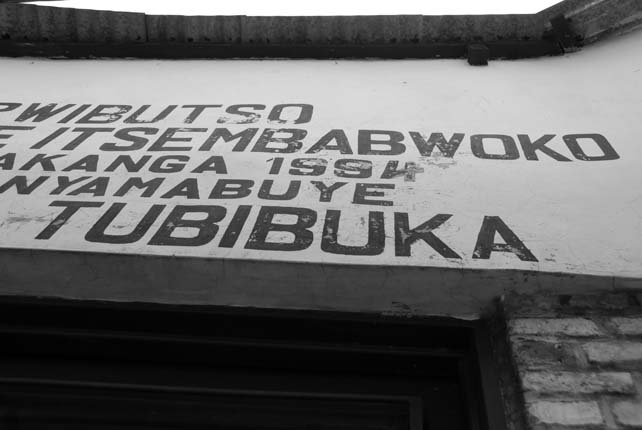 RWIBUTSO
E ITSEMBABWOKO
AKANGA 1994
NYAMABUYE
TUBIBUKA